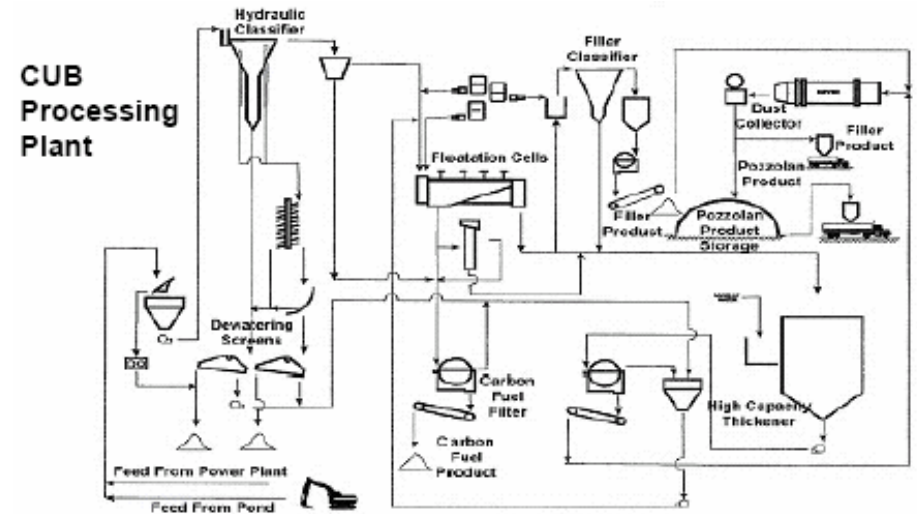 CUB
Processing
Plant
Hydraulic
Classifier
Filler
Classifier
Dust
Collector
Filler
Product
Pozzolan
Product
Floatation Cells
Filler
Product
Pozzolan
Product
Storage
Dewatering
Screens
Carbon
Fuel
Filter
High Capacity
Thickener
Carbon
Fuel
Product
Feed From Power Plant
Feed From Pond